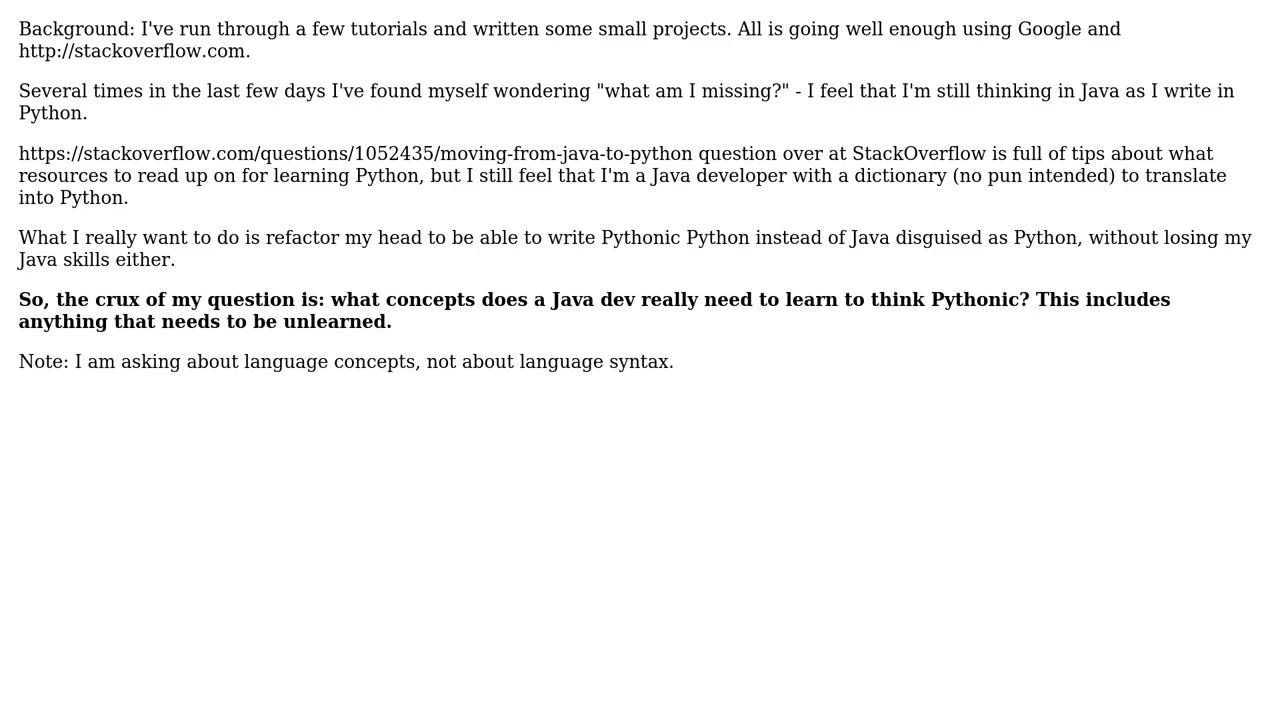 Background: I've run through a few tutorials and written some small projects. All is going well enough using Google and
http://stackoverflow.com.
Several times in the last few days I've found myself wondering "what am I missing?" - I feel that I'm still thinking in Java as I write in
Python.
https://stackoverflow.com/questions/1052435/moving-from-java-to-python question over at StackOverflow is full of tips about what
resources to read up on for learning Python, but I still feel that I'm a Java developer with a dictionary (no pun intended) to translate
into Python.
What I really want to do is refactor my head to be able to write Pythonic Python instead of Java disguised as Python, without losing my
Java skills either.
So, the crux of my question is: what concepts does a Java dev really need to learn to think Pythonic? This includes
anything that needs to be unlearned.
Note: I am asking about language concepts, not about language syntax.